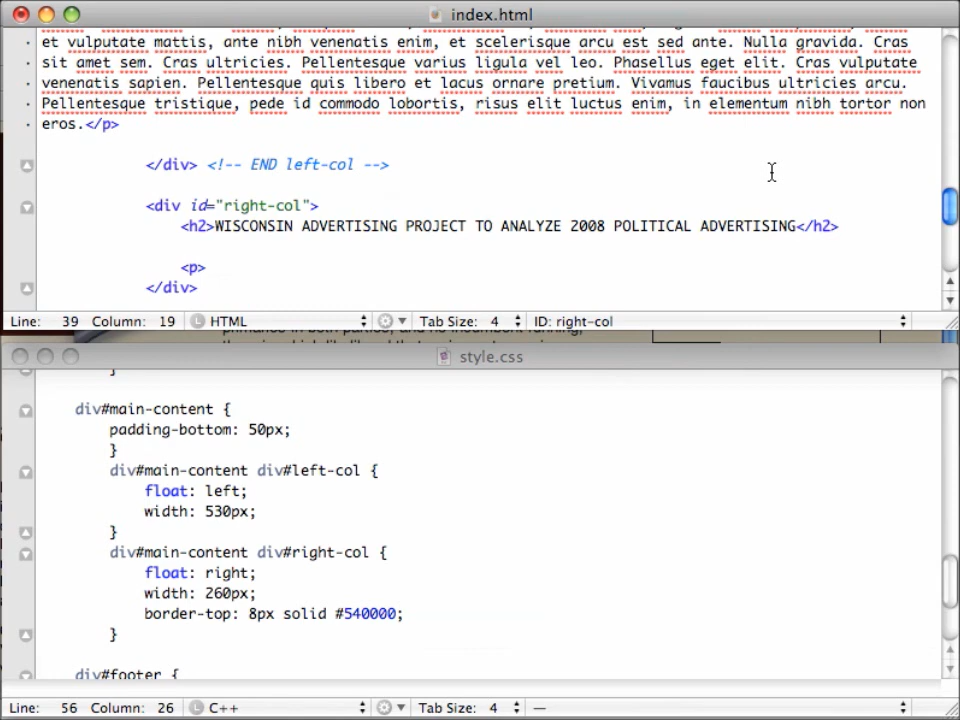 index.html
et vulputate mattis, ante nibh venenatis enim, et scelerisque arcu est sed ante. Nulla gravida. Cras
sit amet sem. Cras ultricies. Pellentesque varius ligula vel leo. Phasellus eget elit. Cras vulputate
venenatis sapien. Pellentesque quis libero et lacus ornare pretium. Vivamus faucibus ultricies arcu.
Pellentesque tristique, pede id commodo lobortis, risus elit luctus enim, in elementum nibh tortor non
eros.</p>
</div> <!-- END left-col -->
<div id="right-col">
<h2>WISCONSIN ADVERTISING PROJECT TO ANALYZE 2008 POLITICAL ADVERTISING</h2>
<p>
</div>
Line: 39 Column: 19 L HTML Tab Size: 4 ID: right-col
style.css
}
div#main-content {
padding-bottom: 50px;
}
div#main-content div#left-col {
float: left;
width: 530px;
}
div#main-content div#right-col {
float: right;
width: 260px;
border-top: 8px solid #540000;
}
div#footer {
Line: 56 Column: 26 L C++ Tab Size: 4 —